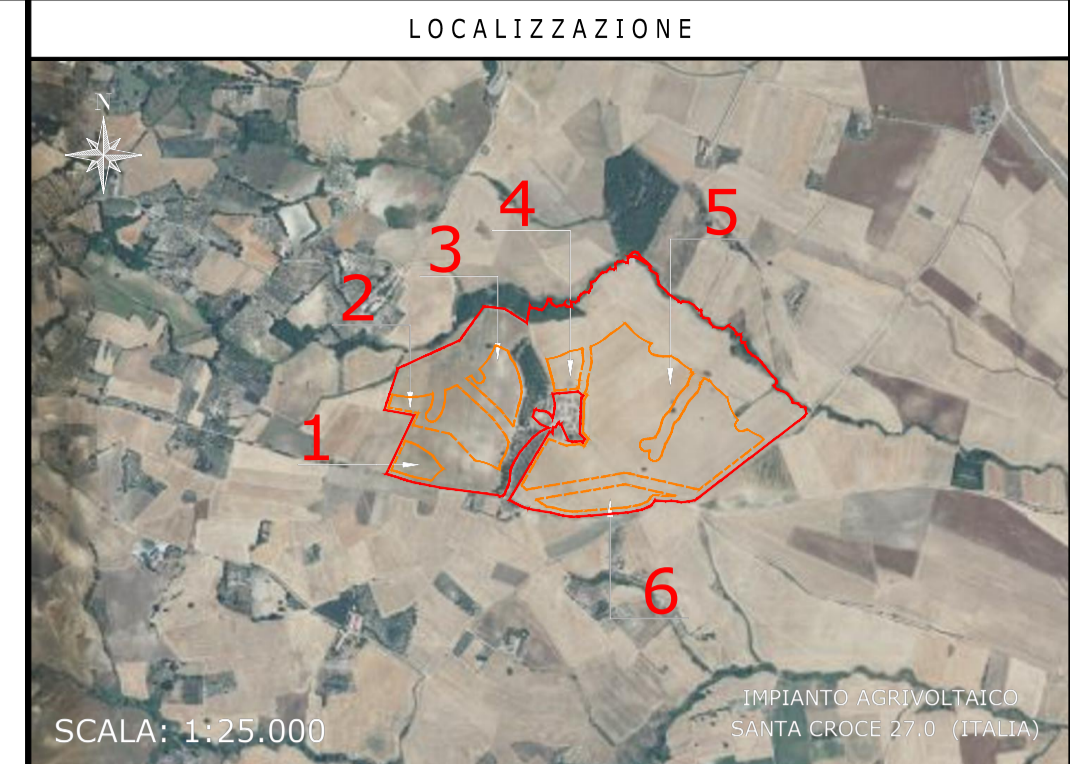 LOCALIZZAZIONE
N
4
5
3
2
1
6
IMPIANTO AGRIVOLTAICO
SANTA CROCE 27.0 (ITALIA)
SCALA: 1:25.000